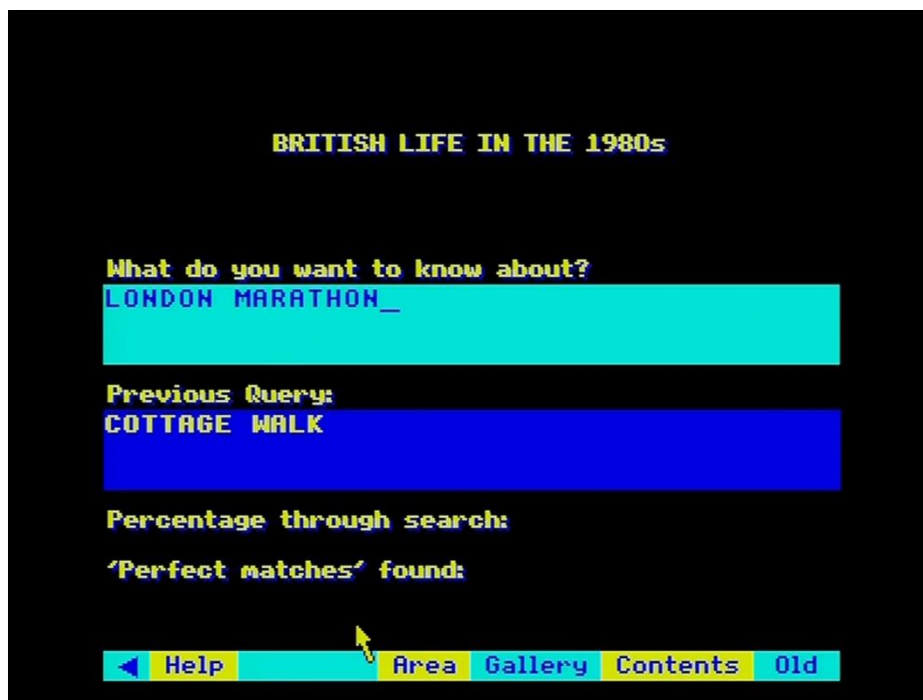 BRITISH LIFE IN THE 1980s
What do you want to know about?
LONDON MARATHON_
Previous Query:
COTTAGE WALK
Percentage through search:
'Perfect matches' found:
Help Area Gallery Contents Old